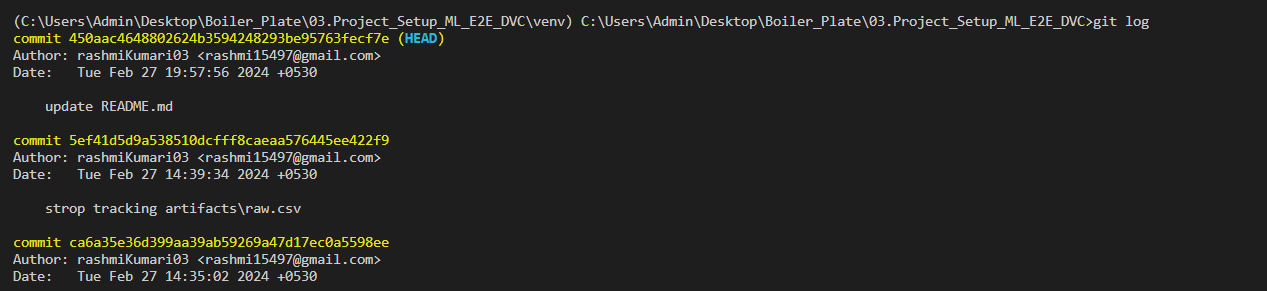 (C:\Users\Admin\Desktop\Boiler_Plate\03.Project_Setup_ML_E2E_DVC\venv) C:\Users\Admin\Desktop\Boiler_Plate\03.Project_Setup_ML_E2E_DVC>git log
commit 450aac4648802624b3594248293be95763fecf7e (HEAD)
Author: rashmiKumari03 <rashmi15497@gmail.com>
Date:   Tue Feb 27 19:57:56 2024 +0530
    update README.md
commit 5ef41d5d9a538510dcfff8caeaa576445ee422f9
Author: rashmiKumari03 <rashmi15497@gmail.com>
Date:   Tue Feb 27 14:39:34 2024 +0530
    strop tracking artifacts\raw.csv
commit ca6a35e36d399aa39ab59269a47d17ec0a5598ee
Author: rashmiKumari03 <rashmi15497@gmail.com>
Date:   Tue Feb 27 14:35:02 2024 +0530